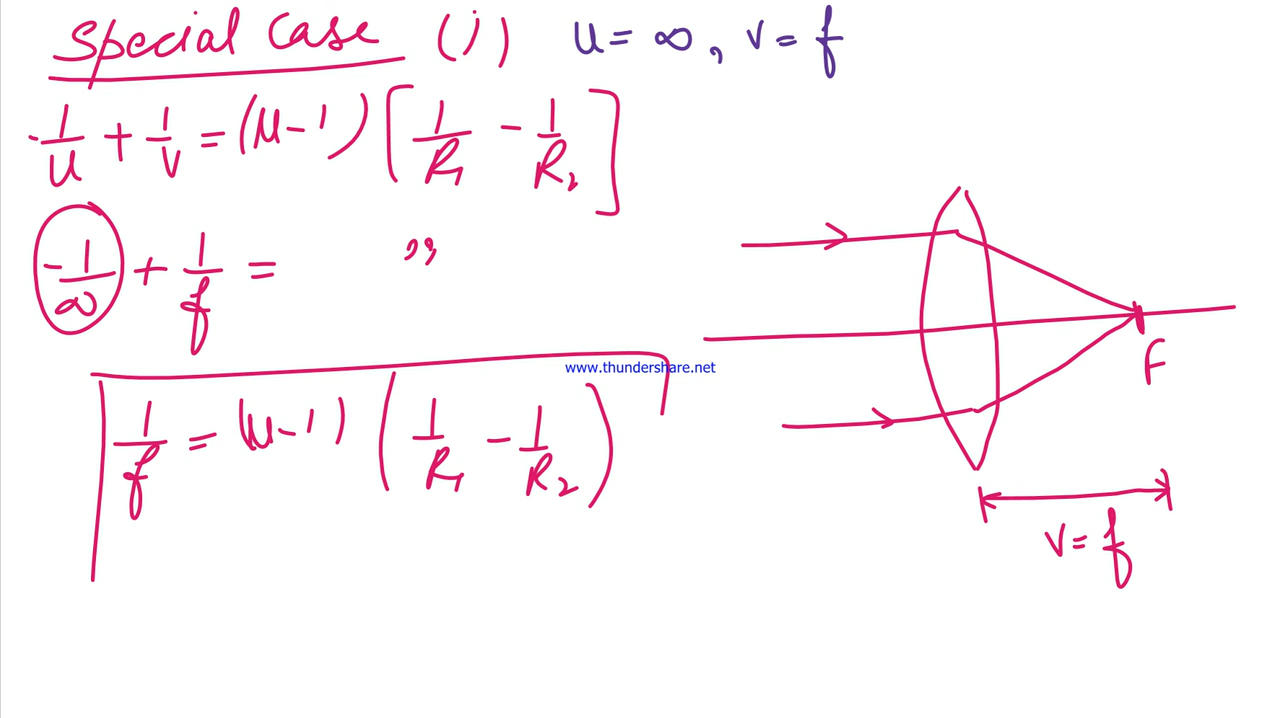 Special Case (i) u = ∞, v = f
-1/u + 1/v = (μ-1) [1/R₁ - 1/R₂]
-1/∞ + 1/f = ,,
www.thundershare.net
1/f = (μ-1) (1/R₁ - 1/R₂)
F
v = f